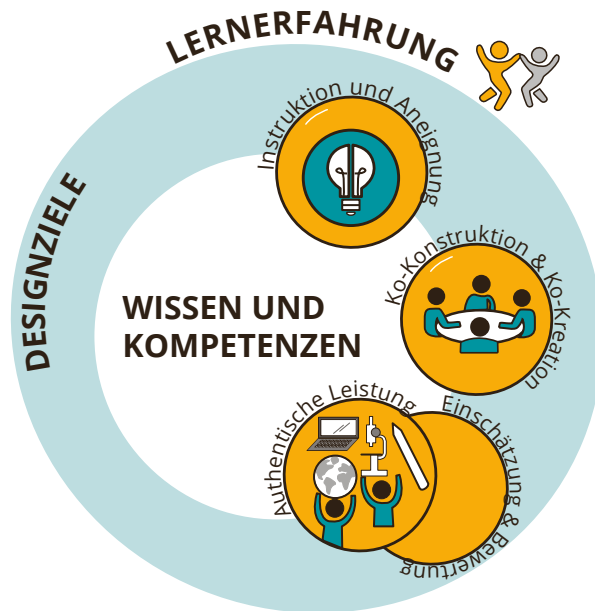 LERNERFAHRUNG
Instruktion und Aneignung
DESIGNZIELE
Ko-Konstruktion & Ko-Kreation
WISSEN UND
KOMPETENZEN
Authentische Leistung
Einschätzung & Bewertung